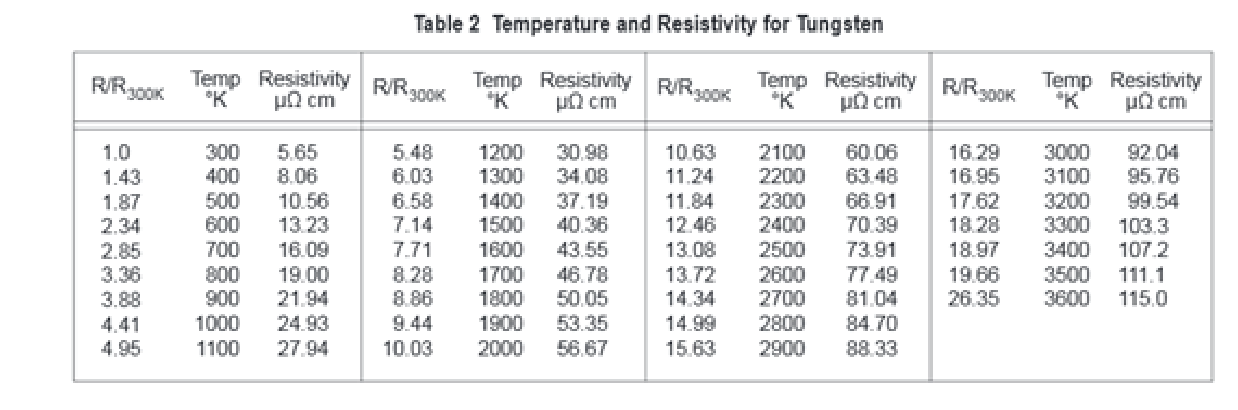 Table 2 Temperature and Resistivity for Tungsten
R/R300K Temp °K Resistivity µΩ cm R/R300K Temp °K Resistivity µΩ cm R/R300K Temp °K Resistivity µΩ cm R/R300K Temp °K Resistivity µΩ cm
1.0 300 5.65 5.48 1200 30.98 10.63 2100 60.06 16.29 3000 92.04
1.43 400 8.06 6.03 1300 34.08 11.24 2200 63.48 16.95 3100 95.76
1.87 500 10.56 6.58 1400 37.19 11.84 2300 66.91 17.62 3200 99.54
2.34 600 13.23 7.14 1500 40.36 12.46 2400 70.39 18.28 3300 103.3
2.85 700 16.09 7.71 1600 43.55 13.08 2500 73.91 18.97 3400 107.2
3.36 800 19.00 8.28 1700 46.78 13.72 2600 77.49 19.66 3500 111.1
3.88 900 21.94 8.86 1800 50.05 14.34 2700 81.04 26.35 3600 115.0
4.41 1000 24.93 9.44 1900 53.35 14.99 2800 84.70
4.95 1100 27.94 10.03 2000 56.67 15.63 2900 88.33